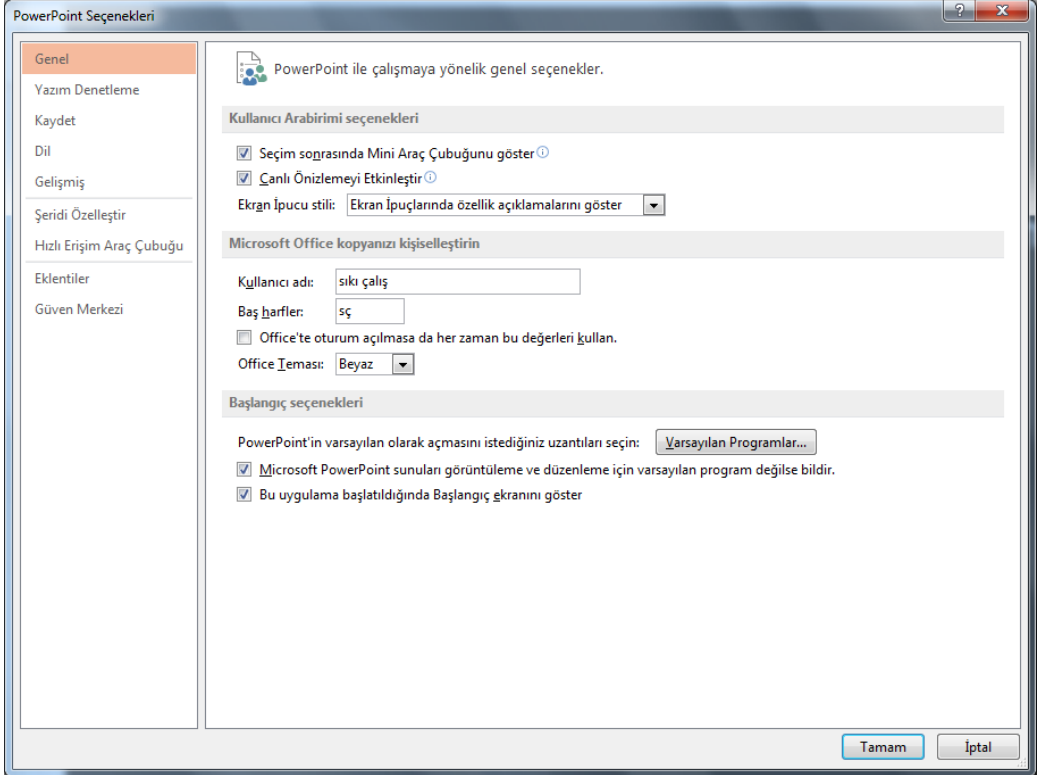 PowerPoint Seçenekleri
Genel
Yazım Denetleme
Kaydet
Dil
Gelişmiş
Şeridi Özelleştir
Hızlı Erişim Araç Çubuğu
Eklentiler
Güven Merkezi
PowerPoint ile çalışmaya yönelik genel seçenekler.
Kullanıcı Arabirimi seçenekleri
Seçim sonrasında Mini Araç Çubuğunu göster
Canlı Önizlemeyi Etkinleştir
Ekran İpucu stili: Ekran İpuçlarında özellik açıklamalarını göster
Microsoft Office kopyanızı kişiselleştirin
Kullanıcı adı: sıkı çalış
Baş harfler: sç
Office'te oturum açılmasa da her zaman bu değerleri kullan.
Office Teması: Beyaz
Başlangıç seçenekleri
PowerPoint'in varsayılan olarak açmasını istediğiniz uzantıları seçin: Varsayılan Programlar...
Microsoft PowerPoint sunuları görüntüleme ve düzenleme için varsayılan program değilse bildir.
Bu uygulama başlatıldığında Başlangıç ekranını göster
Tamam İptal